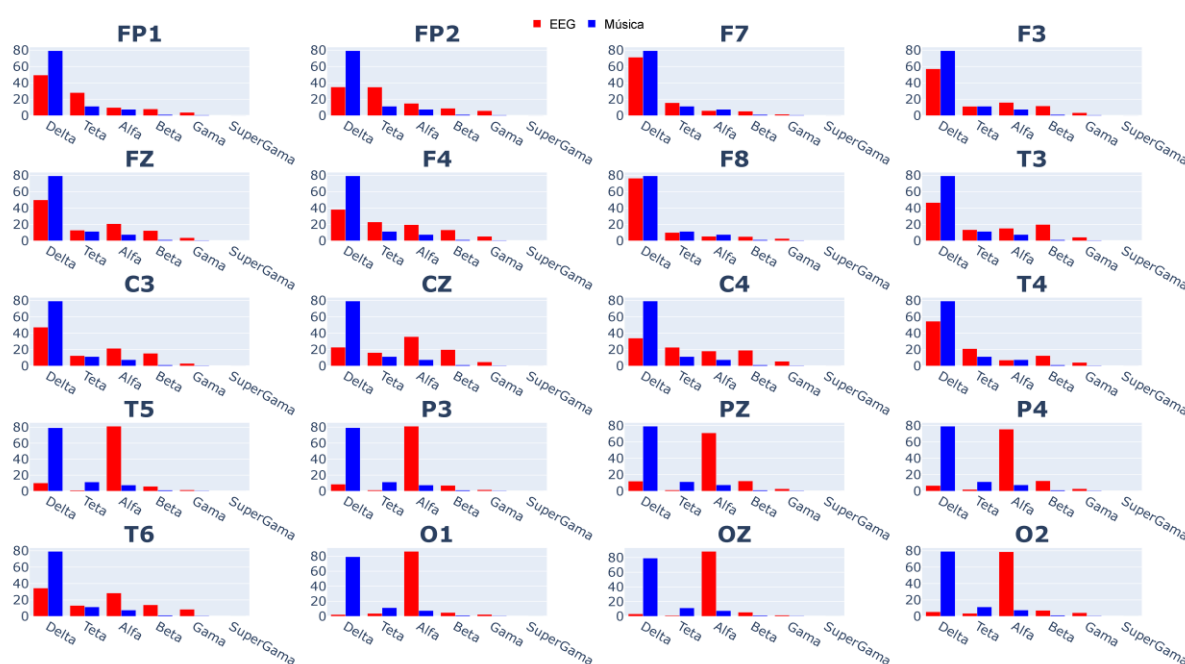 EEG Música
FP1 FP2 F7 F3
80 80 80 80
60 60 60 60
40 40 40 40
20 20 20 20
0 0 0 0
Delta Teta Alfa Beta Gama SuperGama Delta Teta Alfa Beta Gama SuperGama Delta Teta Alfa Beta Gama SuperGama Delta Teta Alfa Beta Gama SuperGama
FZ F4 F8 T3
80 80 80 80
60 60 60 60
40 40 40 40
20 20 20 20
0 0 0 0
Delta Teta Alfa Beta Gama SuperGama Delta Teta Alfa Beta Gama SuperGama Delta Teta Alfa Beta Gama SuperGama Delta Teta Alfa Beta Gama SuperGama
C3 CZ C4 T4
80 80 80 80
60 60 60 60
40 40 40 40
20 20 20 20
0 0 0 0
Delta Teta Alfa Beta Gama SuperGama Delta Teta Alfa Beta Gama SuperGama Delta Teta Alfa Beta Gama SuperGama Delta Teta Alfa Beta Gama SuperGama
T5 P3 PZ P4
80 80 80 80
60 60 60 60
40 40 40 40
20 20 20 20
0 0 0 0
Delta Teta Alfa Beta Gama SuperGama Delta Teta Alfa Beta Gama SuperGama Delta Teta Alfa Beta Gama SuperGama Delta Teta Alfa Beta Gama SuperGama
T6 O1 OZ O2
80 80 80 80
60 60 60 60
40 40 40 40
20 20 20 20
0 0 0 0
Delta Teta Alfa Beta Gama SuperGama Delta Teta Alfa Beta Gama SuperGama Delta Teta Alfa Beta Gama SuperGama Delta Teta Alfa Beta Gama SuperGama